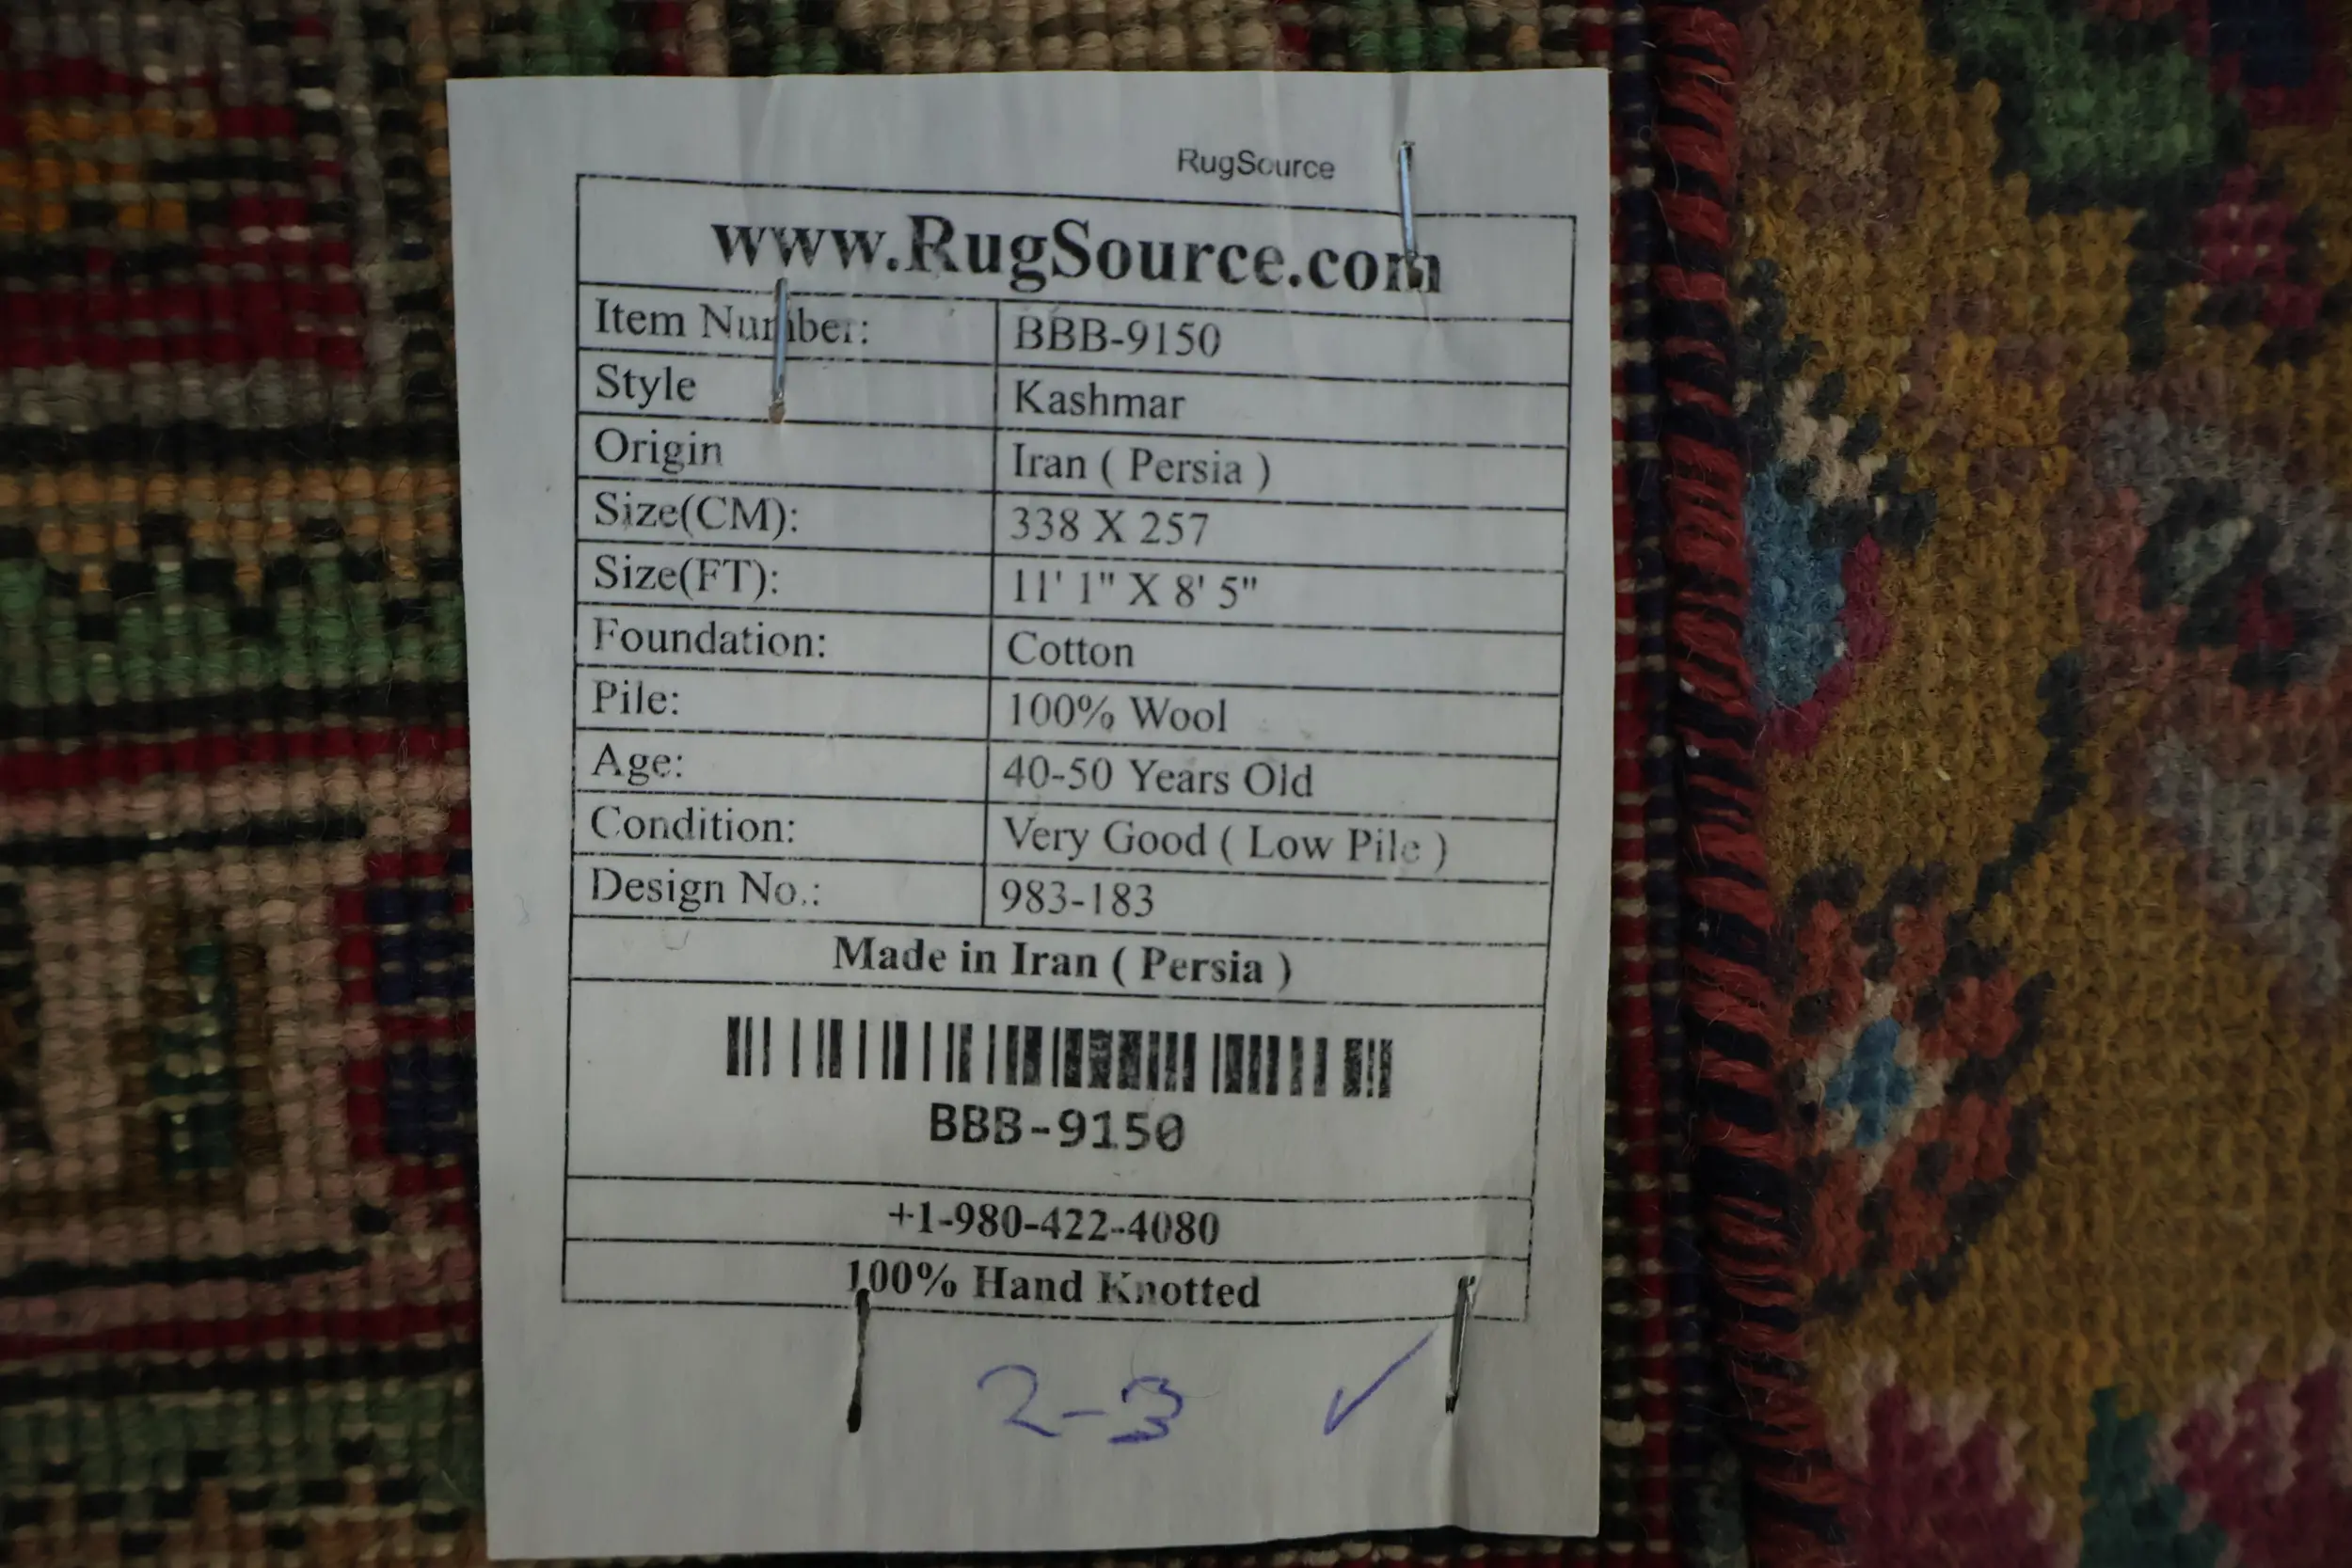 RugSource
www.RugSource.com
Item Number: BBB-9150
Style Kashmar
Origin Iran ( Persia )
Size(CM): 338 X 257
Size(FT): 11' 1" X 8' 5"
Foundation: Cotton
Pile: 100% Wool
Age: 40-50 Years Old
Condition: Very Good ( Low Pile )
Design No.: 983-183
Made in Iran ( Persia )
BBB-9150
+1-980-422-4080
100% Hand Knotted
2-3 ✓